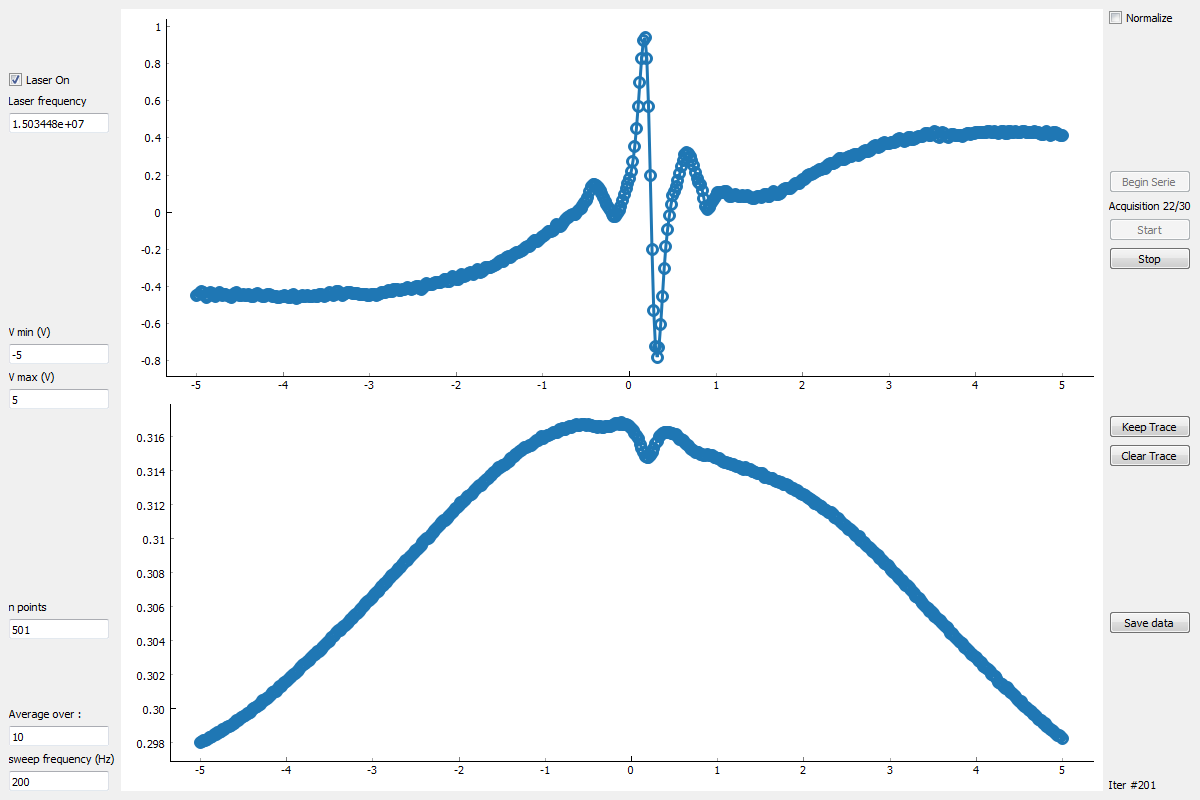 Laser On
Laser frequency
1.503448e+07
V min (V)
-5
V max (V)
5
n points
501
Average over :
10
sweep frequency (Hz)
200
1
0.8
0.6
0.4
0.2
0
-0.2
-0.4
-0.6
-0.8
-5 -4 -3 -2 -1 0 1 2 3 4 5
0.316
0.314
0.312
0.31
0.308
0.306
0.304
0.302
0.30
0.298
-5 -4 -3 -2 -1 0 1 2 3 4 5
Normalize
Begin Serie
Acquisition 22/30
Start
Stop
Keep Trace
Clear Trace
Save data
Iter #201